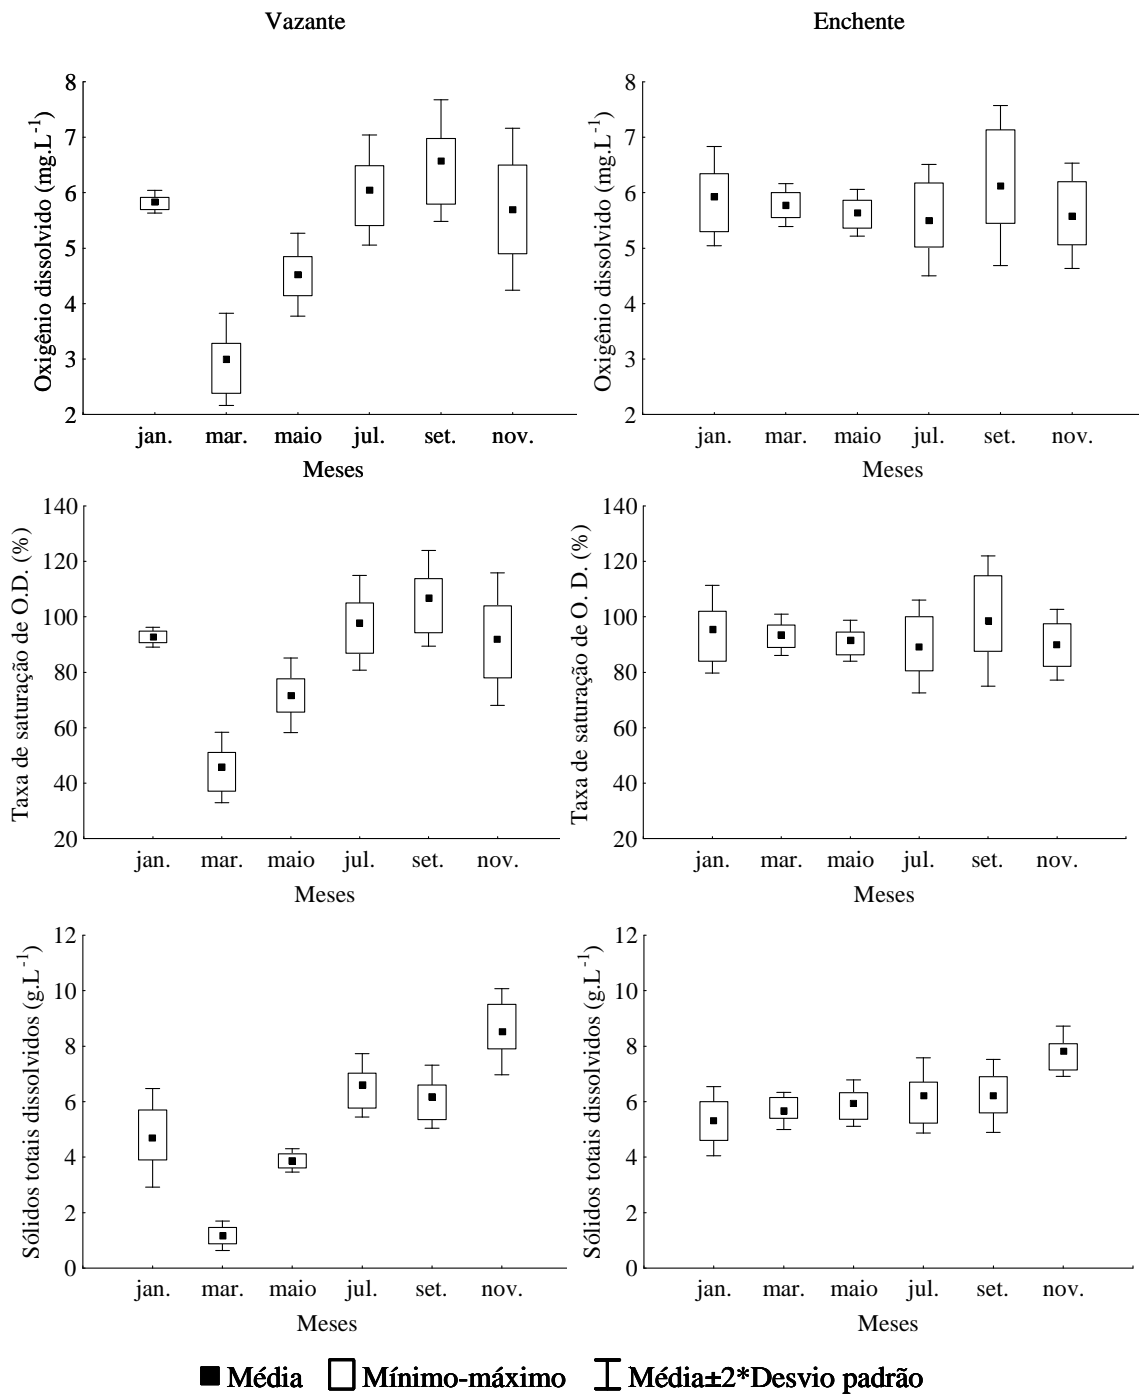 Vazante
Enchente
Oxigênio dissolvido (mg.L⁻¹)
8
7
6
5
4
3
2
jan. mar. maio jul. set. nov.
Meses
Oxigênio dissolvido (mg.L⁻¹)
8
7
6
5
4
3
2
jan. mar. maio jul. set. nov.
Meses
Taxa de saturação de O.D. (%)
140
120
100
80
60
40
20
jan. mar. maio jul. set. nov.
Meses
Taxa de saturação de O. D. (%)
140
120
100
80
60
40
20
jan. mar. maio jul. set. nov.
Meses
Sólidos totais dissolvidos (g.L⁻¹)
12
10
8
6
4
2
0
jan. mar. maio jul. set. nov.
Meses
Sólidos totais dissolvidos (g.L⁻¹)
12
10
8
6
4
2
0
jan. mar. maio jul. set. nov.
Meses
Média Mínimo-máximo Média±2*Desvio padrão